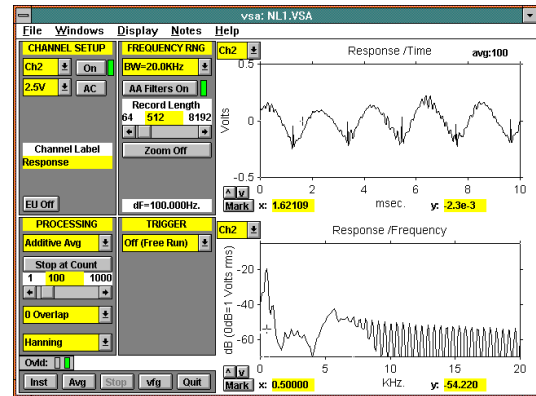 vsa: NL1.VSA
File Windows Display Notes Help
CHANNEL SETUP
Ch2 On
2.5V AC
Channel Label
Response
EU Off
FREQUENCY RNG
BW=20.0KHz
AA Filters On
Record Length
64 512 8192
Zoom Off
dF=100.000Hz.
Ch2
Response /Time avg:100
0.5
0
-0.5
Volts
0 2 4 6 8 10
msec.
^ v
Mark x: 1.62109 y: -2.3e-3
PROCESSING
Additive Avg
Stop at Count
1 100 1000
0 Overlap
Hanning
Ovld:
TRIGGER
Off (Free Run)
Inst Avg Stop vfg Quit
Ch2
Response /Frequency
-20
-40
-60
dB (0dB=1 Volts rms)
0 5 10 15 20
KHz.
^ v
Mark x: 0.50000 y: -54.220